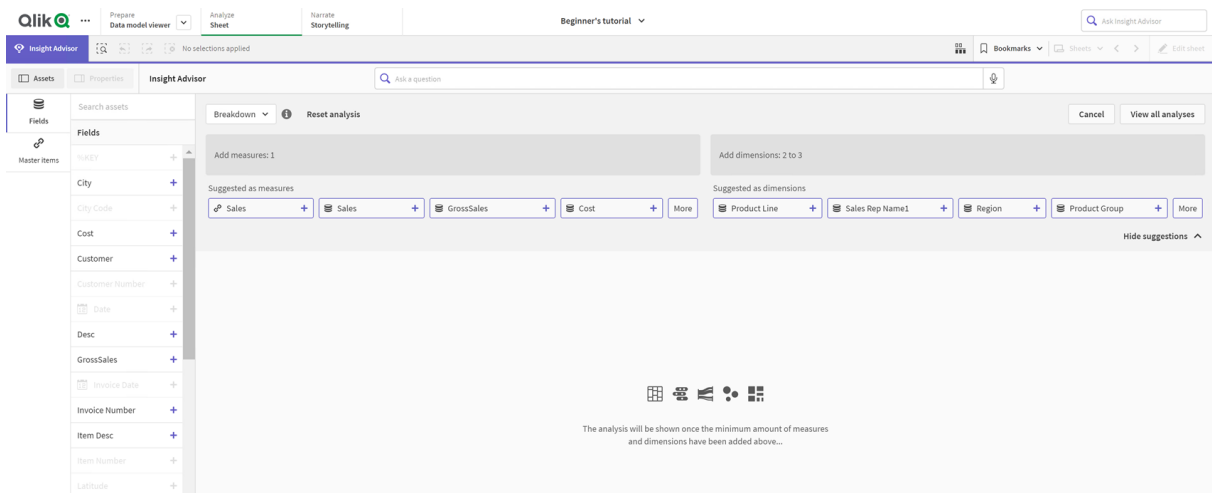 Qlik
Prepare
Data model viewer
Analyze
Sheet
Narrate
Storytelling
Beginner's tutorial
Ask Insight Advisor
Insight Advisor
No selections applied
Bookmarks
Sheets
Edit sheet
Assets
Properties
Insight Advisor
Ask a question
Fields
Master items
Search assets
Fields
%KEY
City
City Code
Cost
Customer
Customer Number
Date
Desc
GrossSales
Invoice Date
Invoice Number
Item Desc
Item Number
Latitude
Breakdown
Reset analysis
Cancel
View all analyses
Add measures: 1
Add dimensions: 2 to 3
Suggested as measures
Sales
Sales
GrossSales
Cost
More
Suggested as dimensions
Product Line
Sales Rep Name1
Region
Product Group
More
Hide suggestions
The analysis will be shown once the minimum amount of measures
and dimensions have been added above...